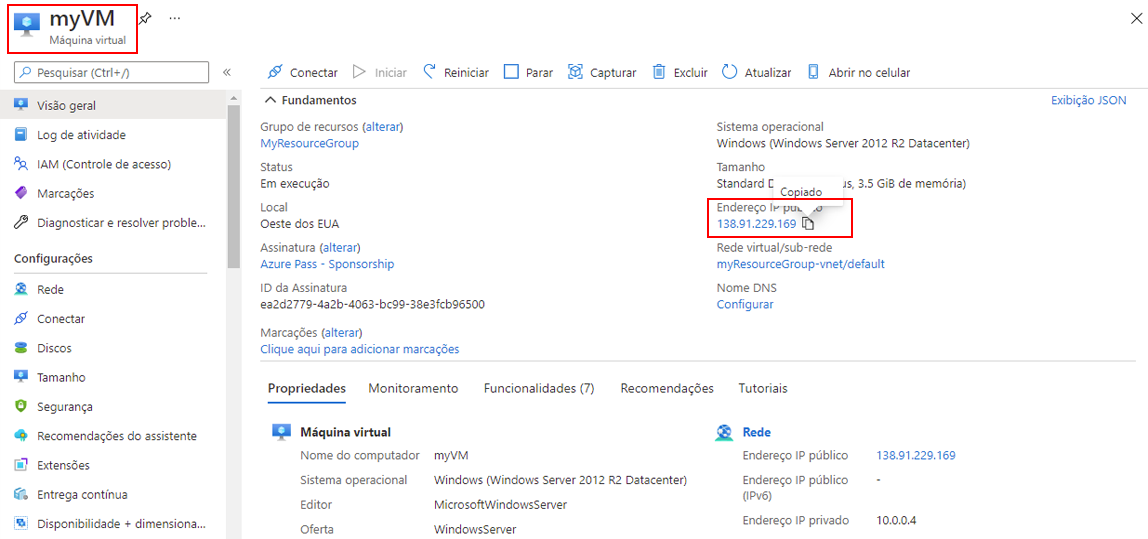 myVM
Máquina virtual
Pesquisar (Ctrl+/)
Visão geral
Log de atividade
IAM (Controle de acesso)
Marcações
Diagnosticar e resolver proble...
Configurações
Rede
Conectar
Discos
Tamanho
Segurança
Recomendações do assistente
Extensões
Entrega contínua
Disponibilidade + dimensiona...
Conectar Iniciar Reiniciar Parar Capturar Excluir Atualizar Abrir no celular
Fundamentos Exibição JSON
Grupo de recursos (alterar)
MyResourceGroup
Status
Em execução
Local
Oeste dos EUA
Assinatura (alterar)
Azure Pass - Sponsorship
ID da Assinatura
ea2d2779-4a2b-4063-bc99-38e3fcb96500
Marcações (alterar)
Clique aqui para adicionar marcações
Sistema operacional
Windows (Windows Server 2012 R2 Datacenter)
Tamanho
Standard 3.5 GiB de memória)
Copiado
Endereço IP público
138.91.229.169
Rede virtual/sub-rede
myResourceGroup-vnet/default
Nome DNS
Configurar
Propriedades Monitoramento Funcionalidades (7) Recomendações Tutoriais
Máquina virtual
Nome do computador myVM
Sistema operacional Windows (Windows Server 2012 R2 Datacenter)
Editor MicrosoftWindowsServer
Oferta WindowsServer
Rede
Endereço IP público 138.91.229.169
Endereço IP público -
(IPv6)
Endereço IP privado 10.0.0.4